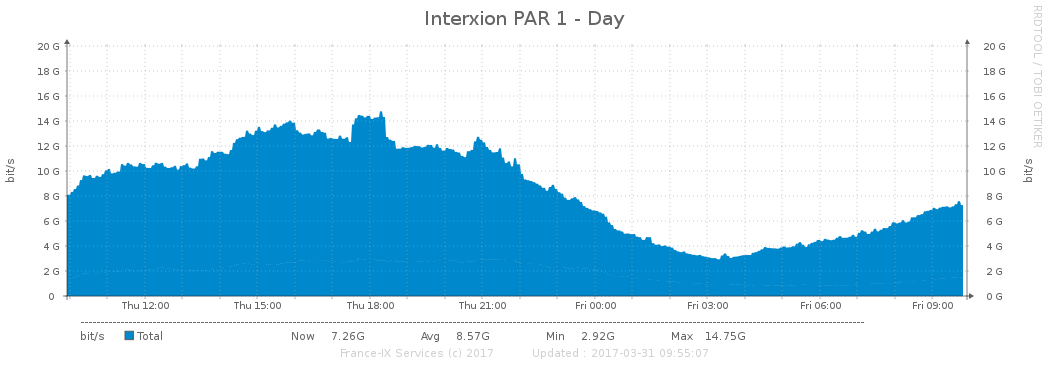 Interxion PAR 1 - Day
RRDTOOL / TOBI OETIKER
20 G 20 G
18 G 18 G
16 G 16 G
14 G 14 G
12 G 12 G
10 G 10 G
8 G 8 G
6 G 6 G
4 G 4 G
2 G 2 G
0 0 G
bit/s bit/s
Thu 12:00 Thu 15:00 Thu 18:00 Thu 21:00 Fri 00:00 Fri 03:00 Fri 06:00 Fri 09:00
bit/s Total Now 7.26G Avg 8.57G Min 2.92G Max 14.75G
France-IX Services (c) 2017 Updated : 2017-03-31 09:55:07